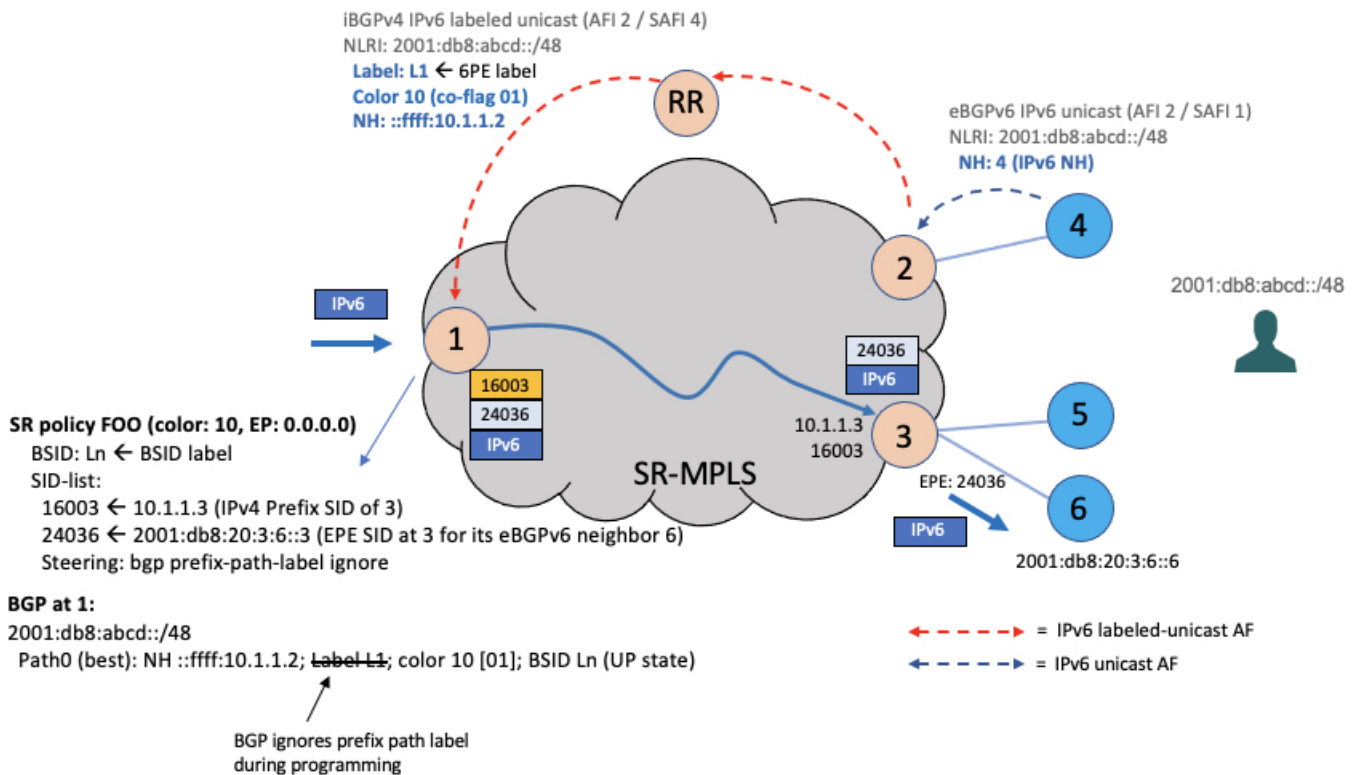 iBGPv4 IPv6 labeled unicast (AFI 2 / SAFI 4)
NLRI: 2001:db8:abcd::/48
Label: L1 ← 6PE label
Color 10 (co-flag 01)
NH: ::ffff:10.1.1.2
RR
eBGPv6 IPv6 unicast (AFI 2 / SAFI 1)
NLRI: 2001:db8:abcd::/48
NH: 4 (IPv6 NH)
4
2
2001:db8:abcd::/48
IPv6
1
16003
24036
IPv6
24036
IPv6
10.1.1.3
16003
3
5
SR-MPLS
EPE: 24036
6
IPv6
2001:db8:20:3:6::6
SR policy FOO (color: 10, EP: 0.0.0.0)
BSID: Ln ← BSID label
SID-list:
16003 ← 10.1.1.3 (IPv4 Prefix SID of 3)
24036 ← 2001:db8:20:3:6::3 (EPE SID at 3 for its eBGPv6 neighbor 6)
Steering: bgp prefix-path-label ignore
BGP at 1:
2001:db8:abcd::/48
Path0 (best): NH ::ffff:10.1.1.2; Label L1; color 10 [01]; BSID Ln (UP state)
BGP ignores prefix path label
during programming
= IPv6 labeled-unicast AF
= IPv6 unicast AF